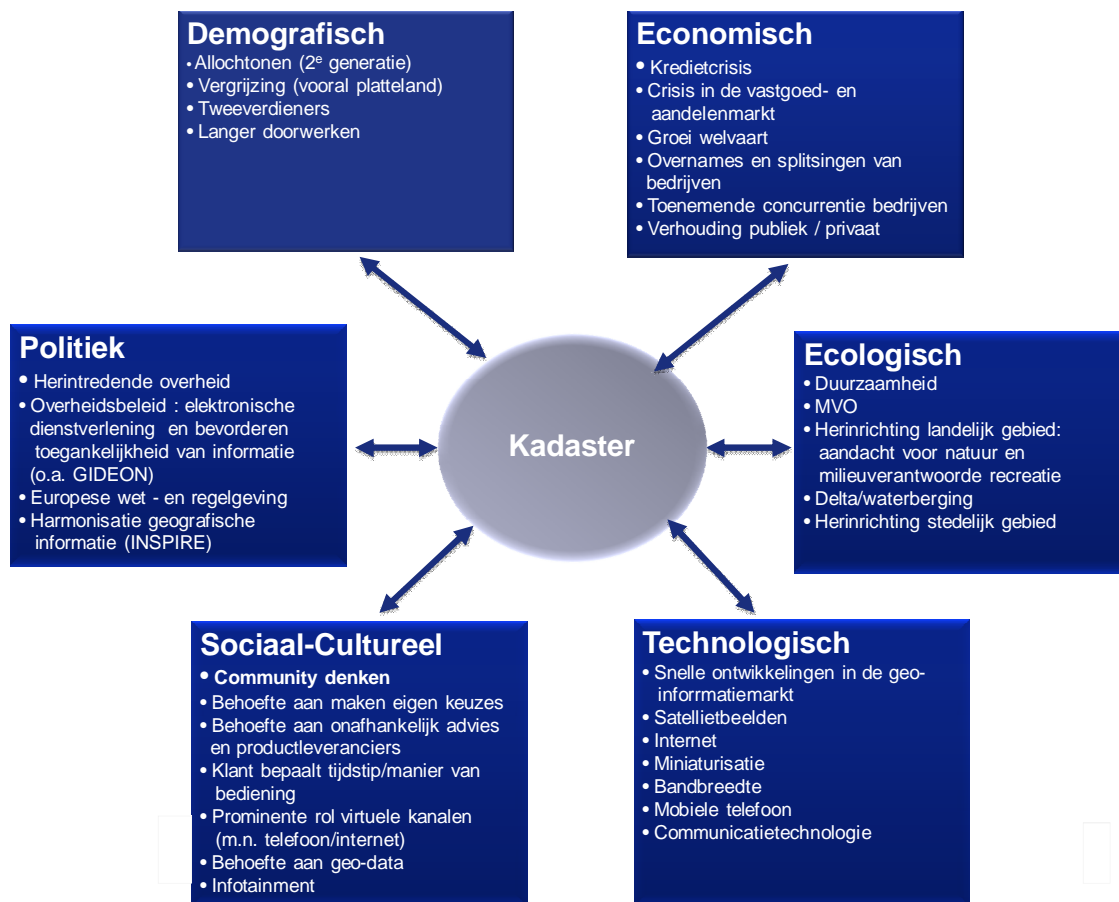 Demografisch
• Allochtonen (2e generatie)
• Vergrijzing (vooral platteland)
• Tweeverdieners
• Langer doorwerken
Economisch
• Kredietcrisis
• Crisis in de vastgoed- en
aandelenmarkt
• Groei welvaart
• Overnames en splitsingen van
bedrijven
• Toenemende concurrentie bedrijven
• Verhouding publiek / privaat
Politiek
• Herintredende overheid
• Overheidsbeleid : elektronische
dienstverlening en bevorderen
toegankelijkheid van informatie
(o.a. GIDEON)
• Europese wet - en regelgeving
• Harmonisatie geografische
informatie (INSPIRE)
Kadaster
Ecologisch
• Duurzaamheid
• MVO
• Herinrichting landelijk gebied:
aandacht voor natuur en
milieuverantwoorde recreatie
• Delta/waterberging
• Herinrichting stedelijk gebied
Sociaal-Cultureel
• Community denken
• Behoefte aan maken eigen keuzes
• Behoefte aan onafhankelijk advies
en productleveranciers
• Klant bepaalt tijdstip/manier van
bediening
• Prominente rol virtuele kanalen
(m.n. telefoon/internet)
• Behoefte aan geo-data
• Infotainment
Technologisch
• Snelle ontwikkelingen in de geo-
inforrmatiemarkt
• Satellietbeelden
• Internet
• Miniaturisatie
• Bandbreedte
• Mobiele telefoon
• Communicatietechnologie